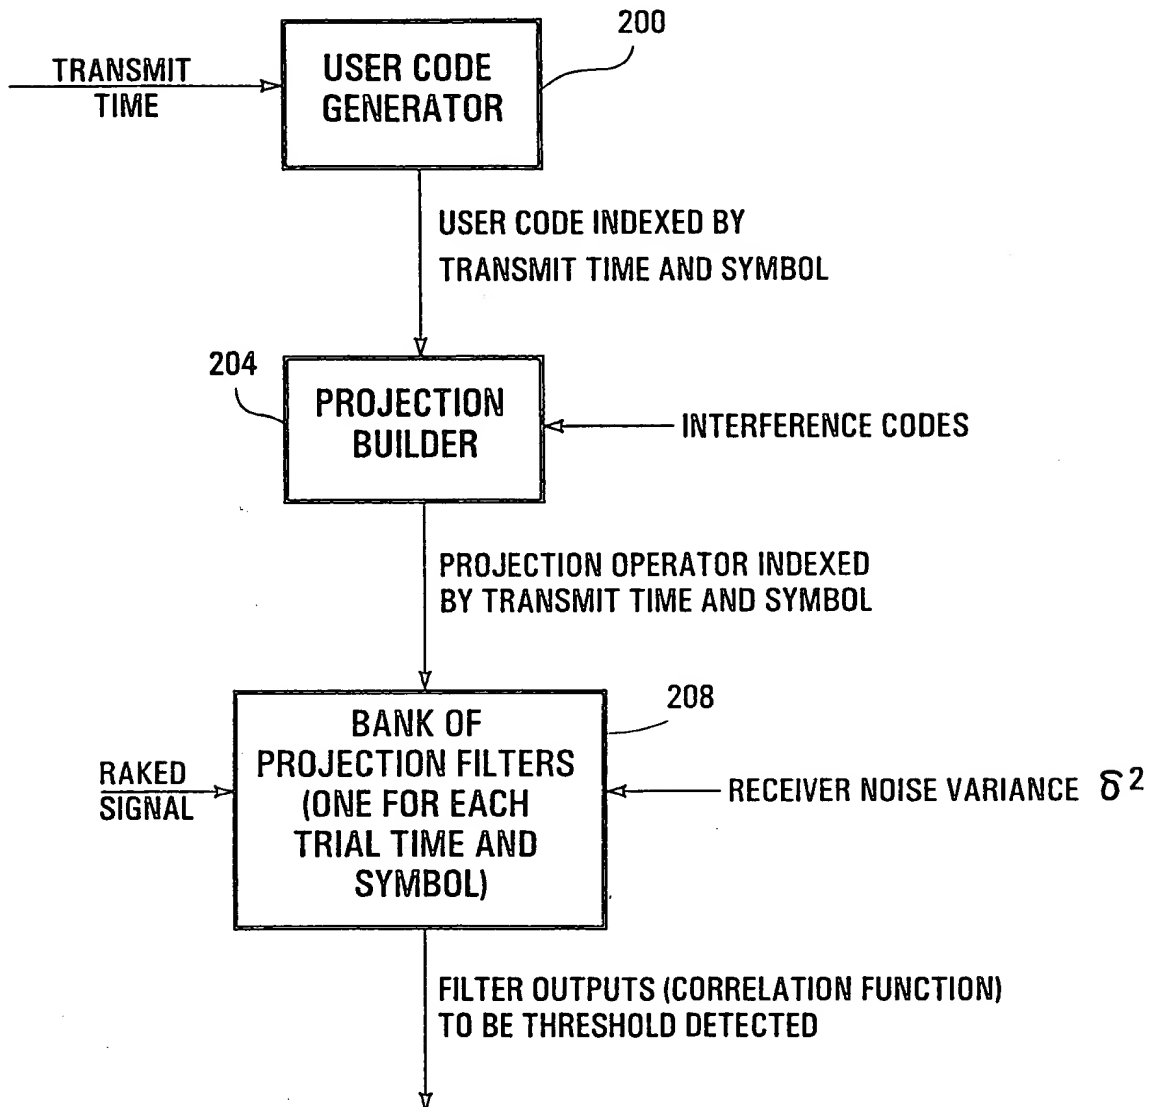 200
TRANSMIT
TIME
USER CODE
GENERATOR
USER CODE INDEXED BY
TRANSMIT TIME AND SYMBOL
204
PROJECTION
BUILDER
INTERFERENCE CODES
PROJECTION OPERATOR INDEXED
BY TRANSMIT TIME AND SYMBOL
208
BANK OF
PROJECTION FILTERS
(ONE FOR EACH
TRIAL TIME AND
SYMBOL)
RAKED
SIGNAL
RECEIVER NOISE VARIANCE δ²
FILTER OUTPUTS (CORRELATION FUNCTION)
TO BE THRESHOLD DETECTED